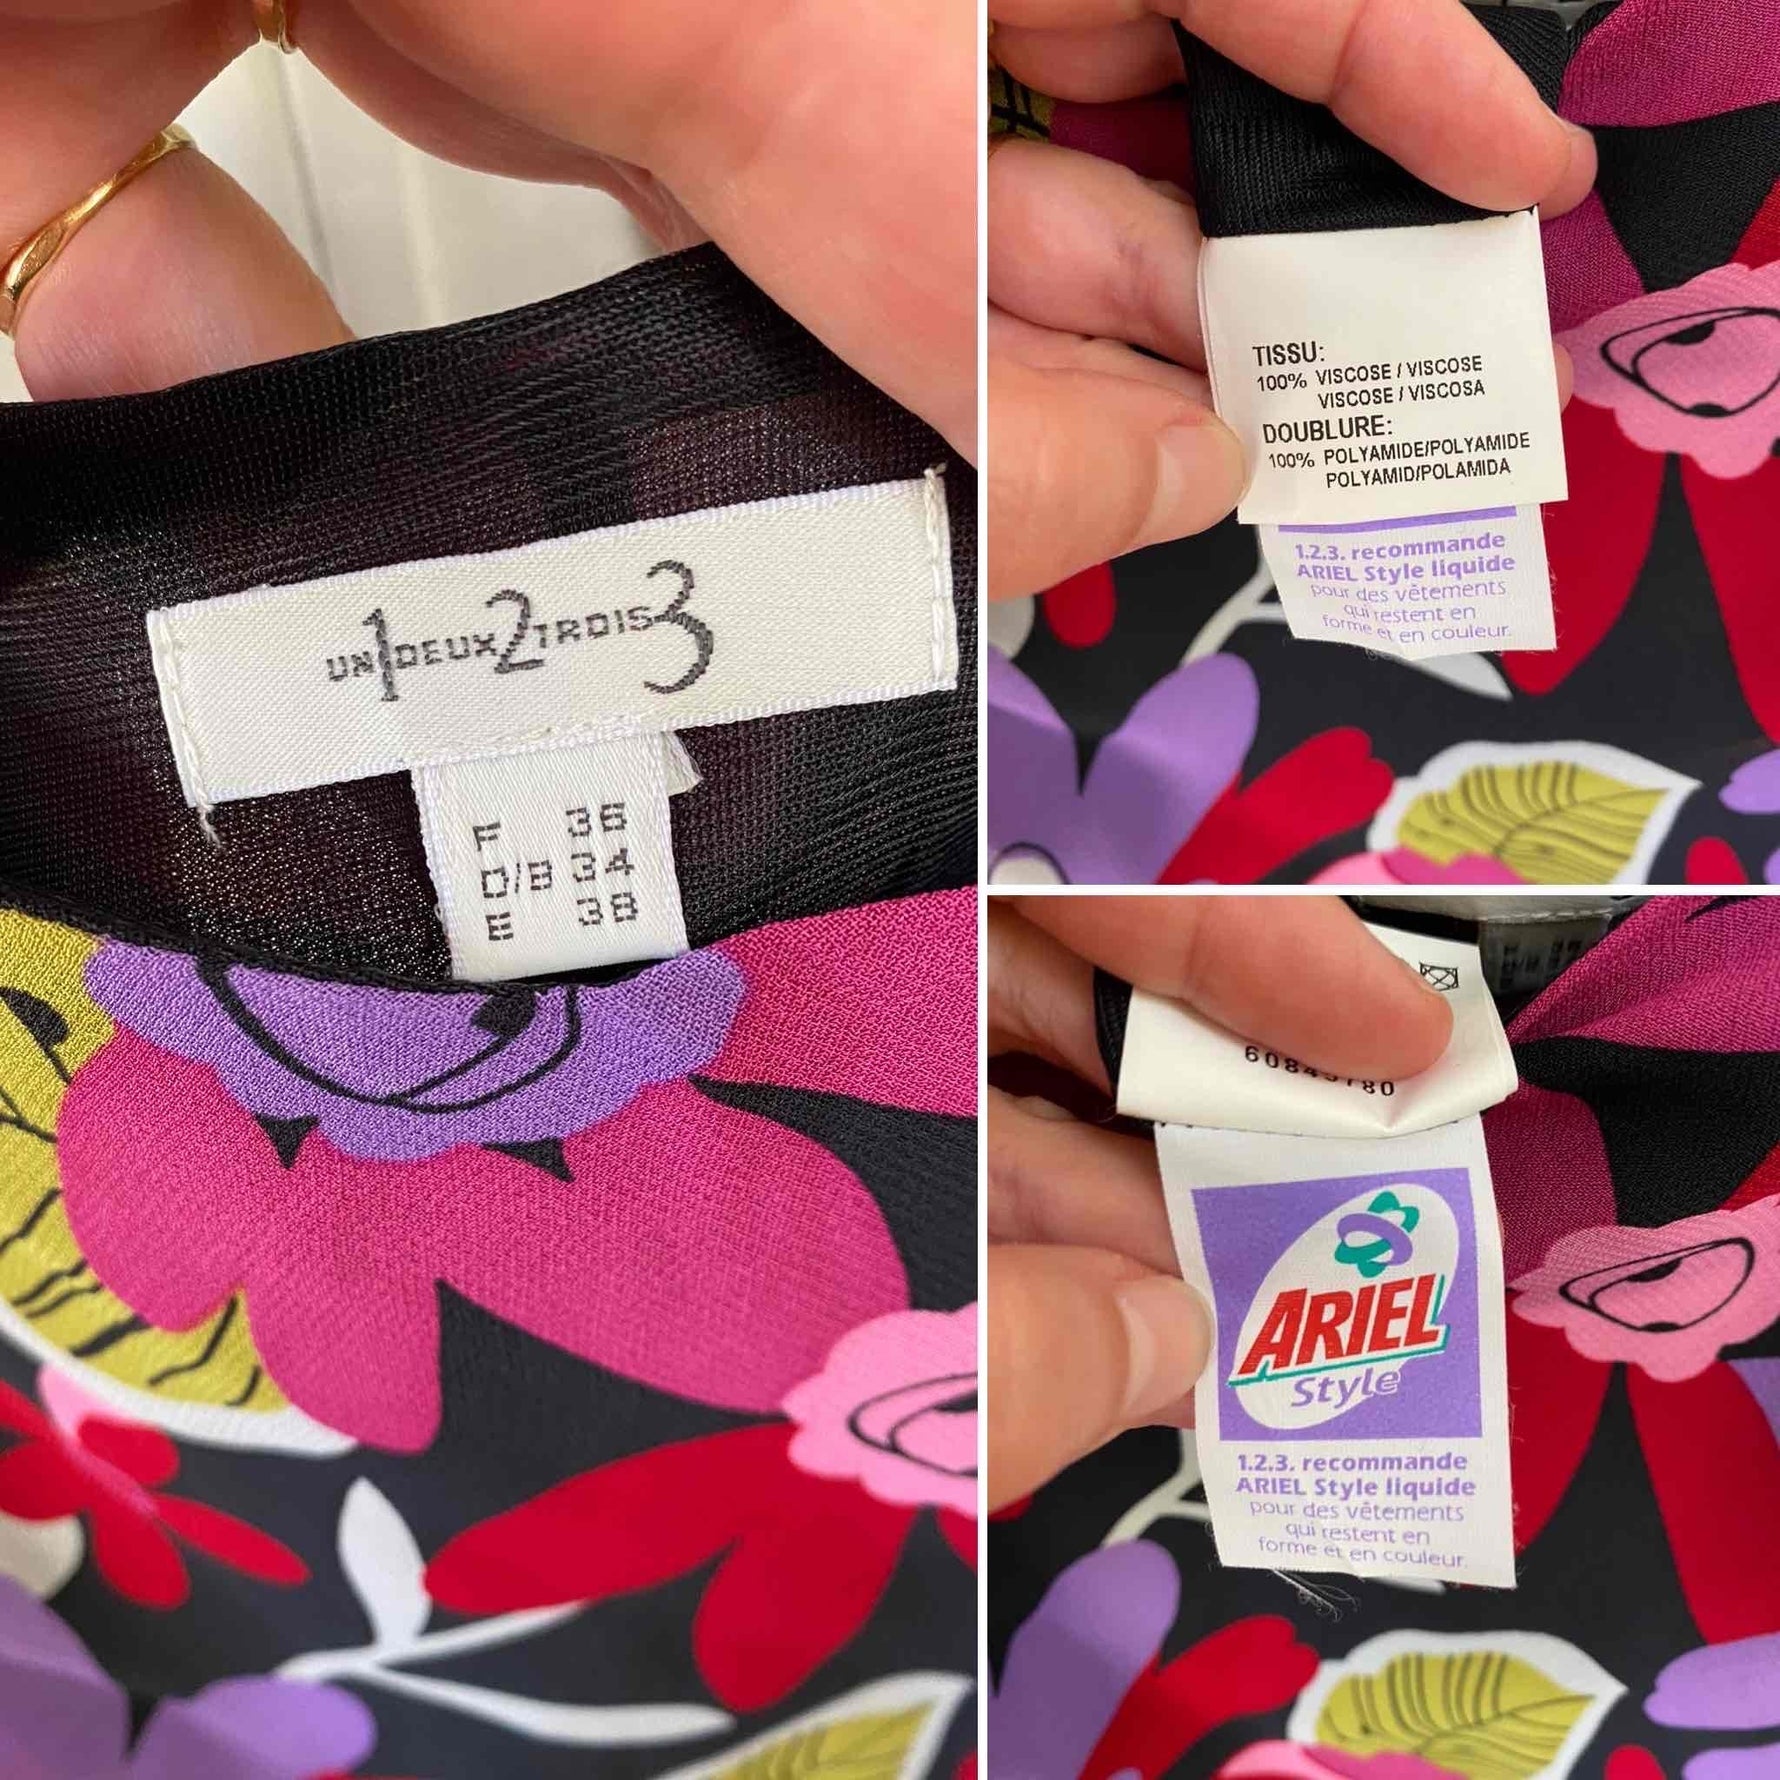 UN1DEUX2TROIS3
F 36
D/B 34
E 38
TISSU:
100% VISCOSE / VISCOSE
VISCOSE / VISCOSA
DOUBLURE:
100% POLYAMIDE/POLYAMIDE
POLYAMID/POLAMIDA
1.2.3. recommande
ARIEL Style liquide
pour des vêtements
qui restent en
forme et en couleur.
ARIEL
Style
1.2.3. recommande
ARIEL Style liquide
pour des vêtements
qui restent en
forme et en couleur.